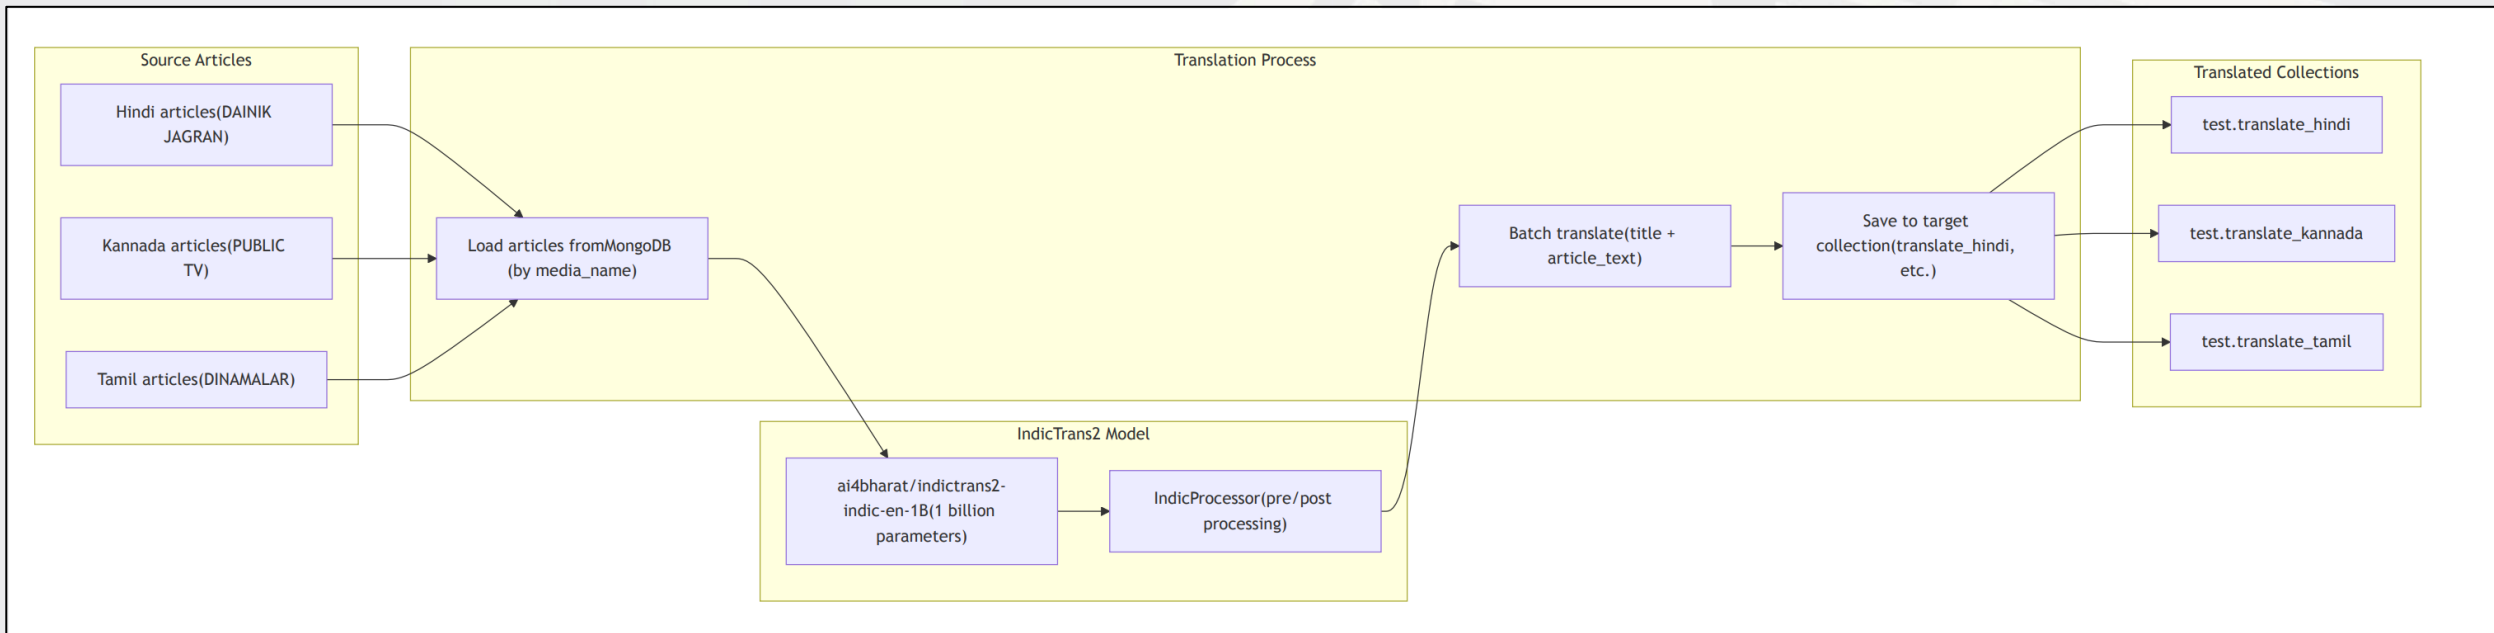 Source Articles
Hindi articles(DAINIK
JAGRAN)
Kannada articles(PUBLIC
TV)
Tamil articles(DINAMALAR)
Translation Process
Load articles fromMongoDB
(by media_name)
Batch translate(title +
article_text)
Save to target
collection(translate_hindi,
etc.)
IndicTrans2 Model
ai4bharat/indictrans2-
indic-en-1B(1 billion
parameters)
IndicProcessor(pre/post
processing)
Translated Collections
test.translate_hindi
test.translate_kannada
test.translate_tamil